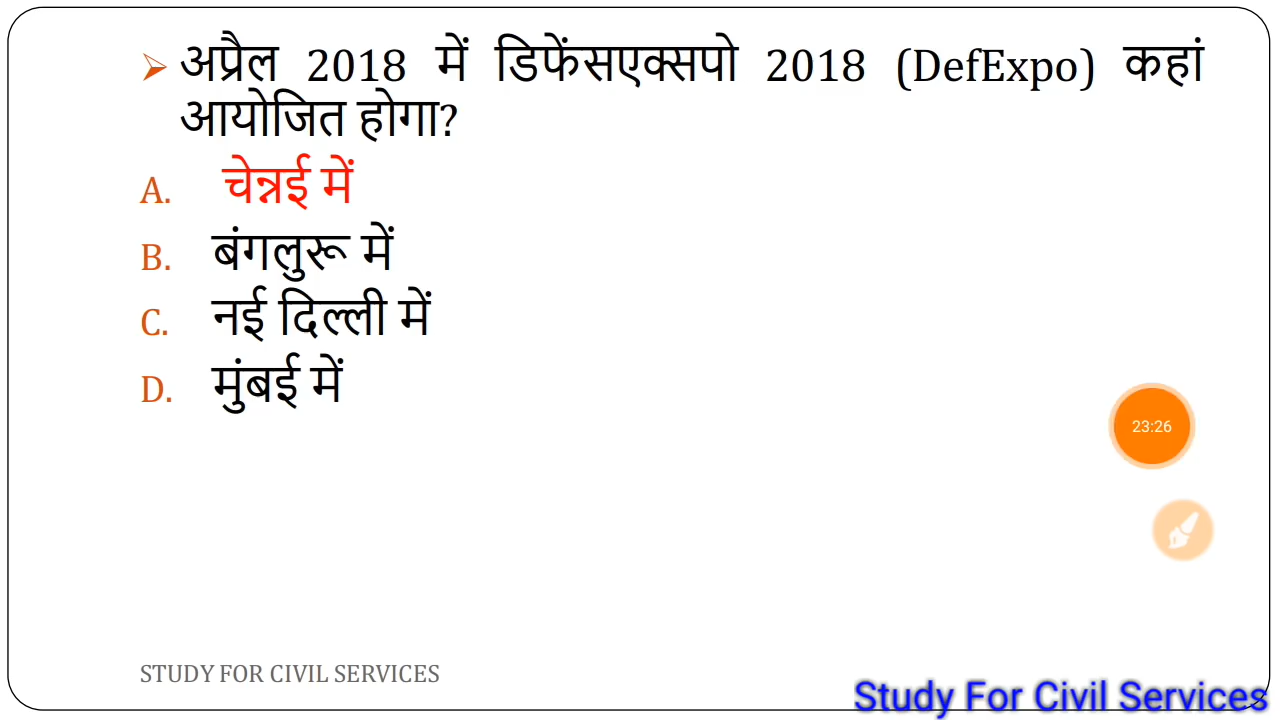 ➢ अप्रैल 2018 में डिफेंसएक्सपो 2018 (DefExpo) कहां
आयोजित होगा?
A. चेन्नई में
B. बंगलुरू में
C. नई दिल्ली में
D. मुंबई में
23:26
STUDY FOR CIVIL SERVICES
Study For Civil Services